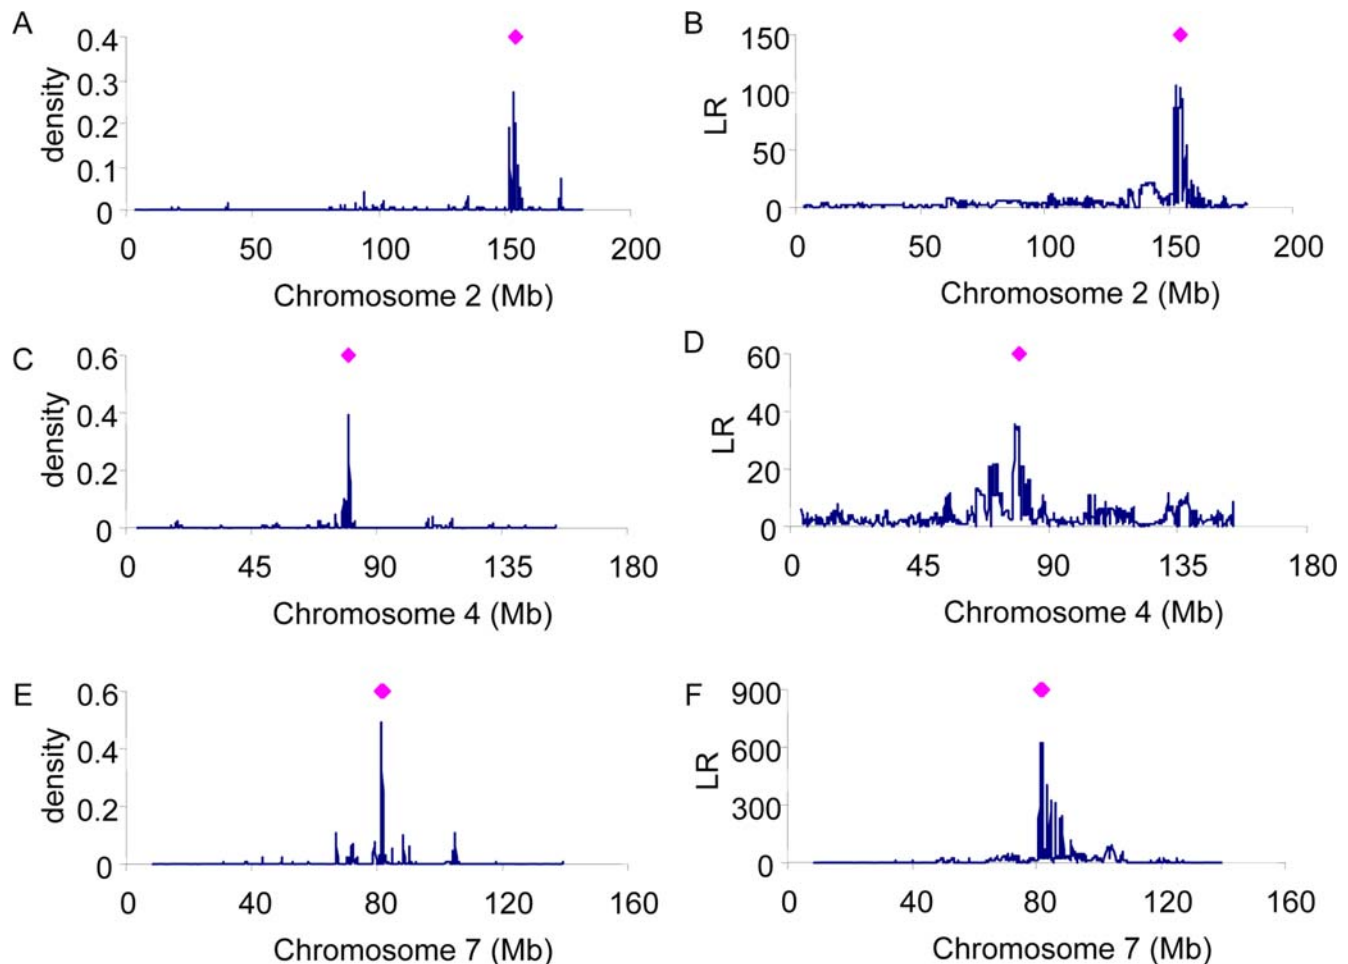 A
density
0.4
0.3
0.2
0.1
0
0 50 100 150 200
Chromosome 2 (Mb)
B
LR
150
100
50
0
0 50 100 150 200
Chromosome 2 (Mb)
C
density
0.6
0.4
0.2
0
0 45 90 135 180
Chromosome 4 (Mb)
D
LR
60
40
20
0
0 45 90 135 180
Chromosome 4 (Mb)
E
density
0.6
0.4
0.2
0
0 40 80 120 160
Chromosome 7 (Mb)
F
LR
900
600
300
0
0 40 80 120 160
Chromosome 7 (Mb)